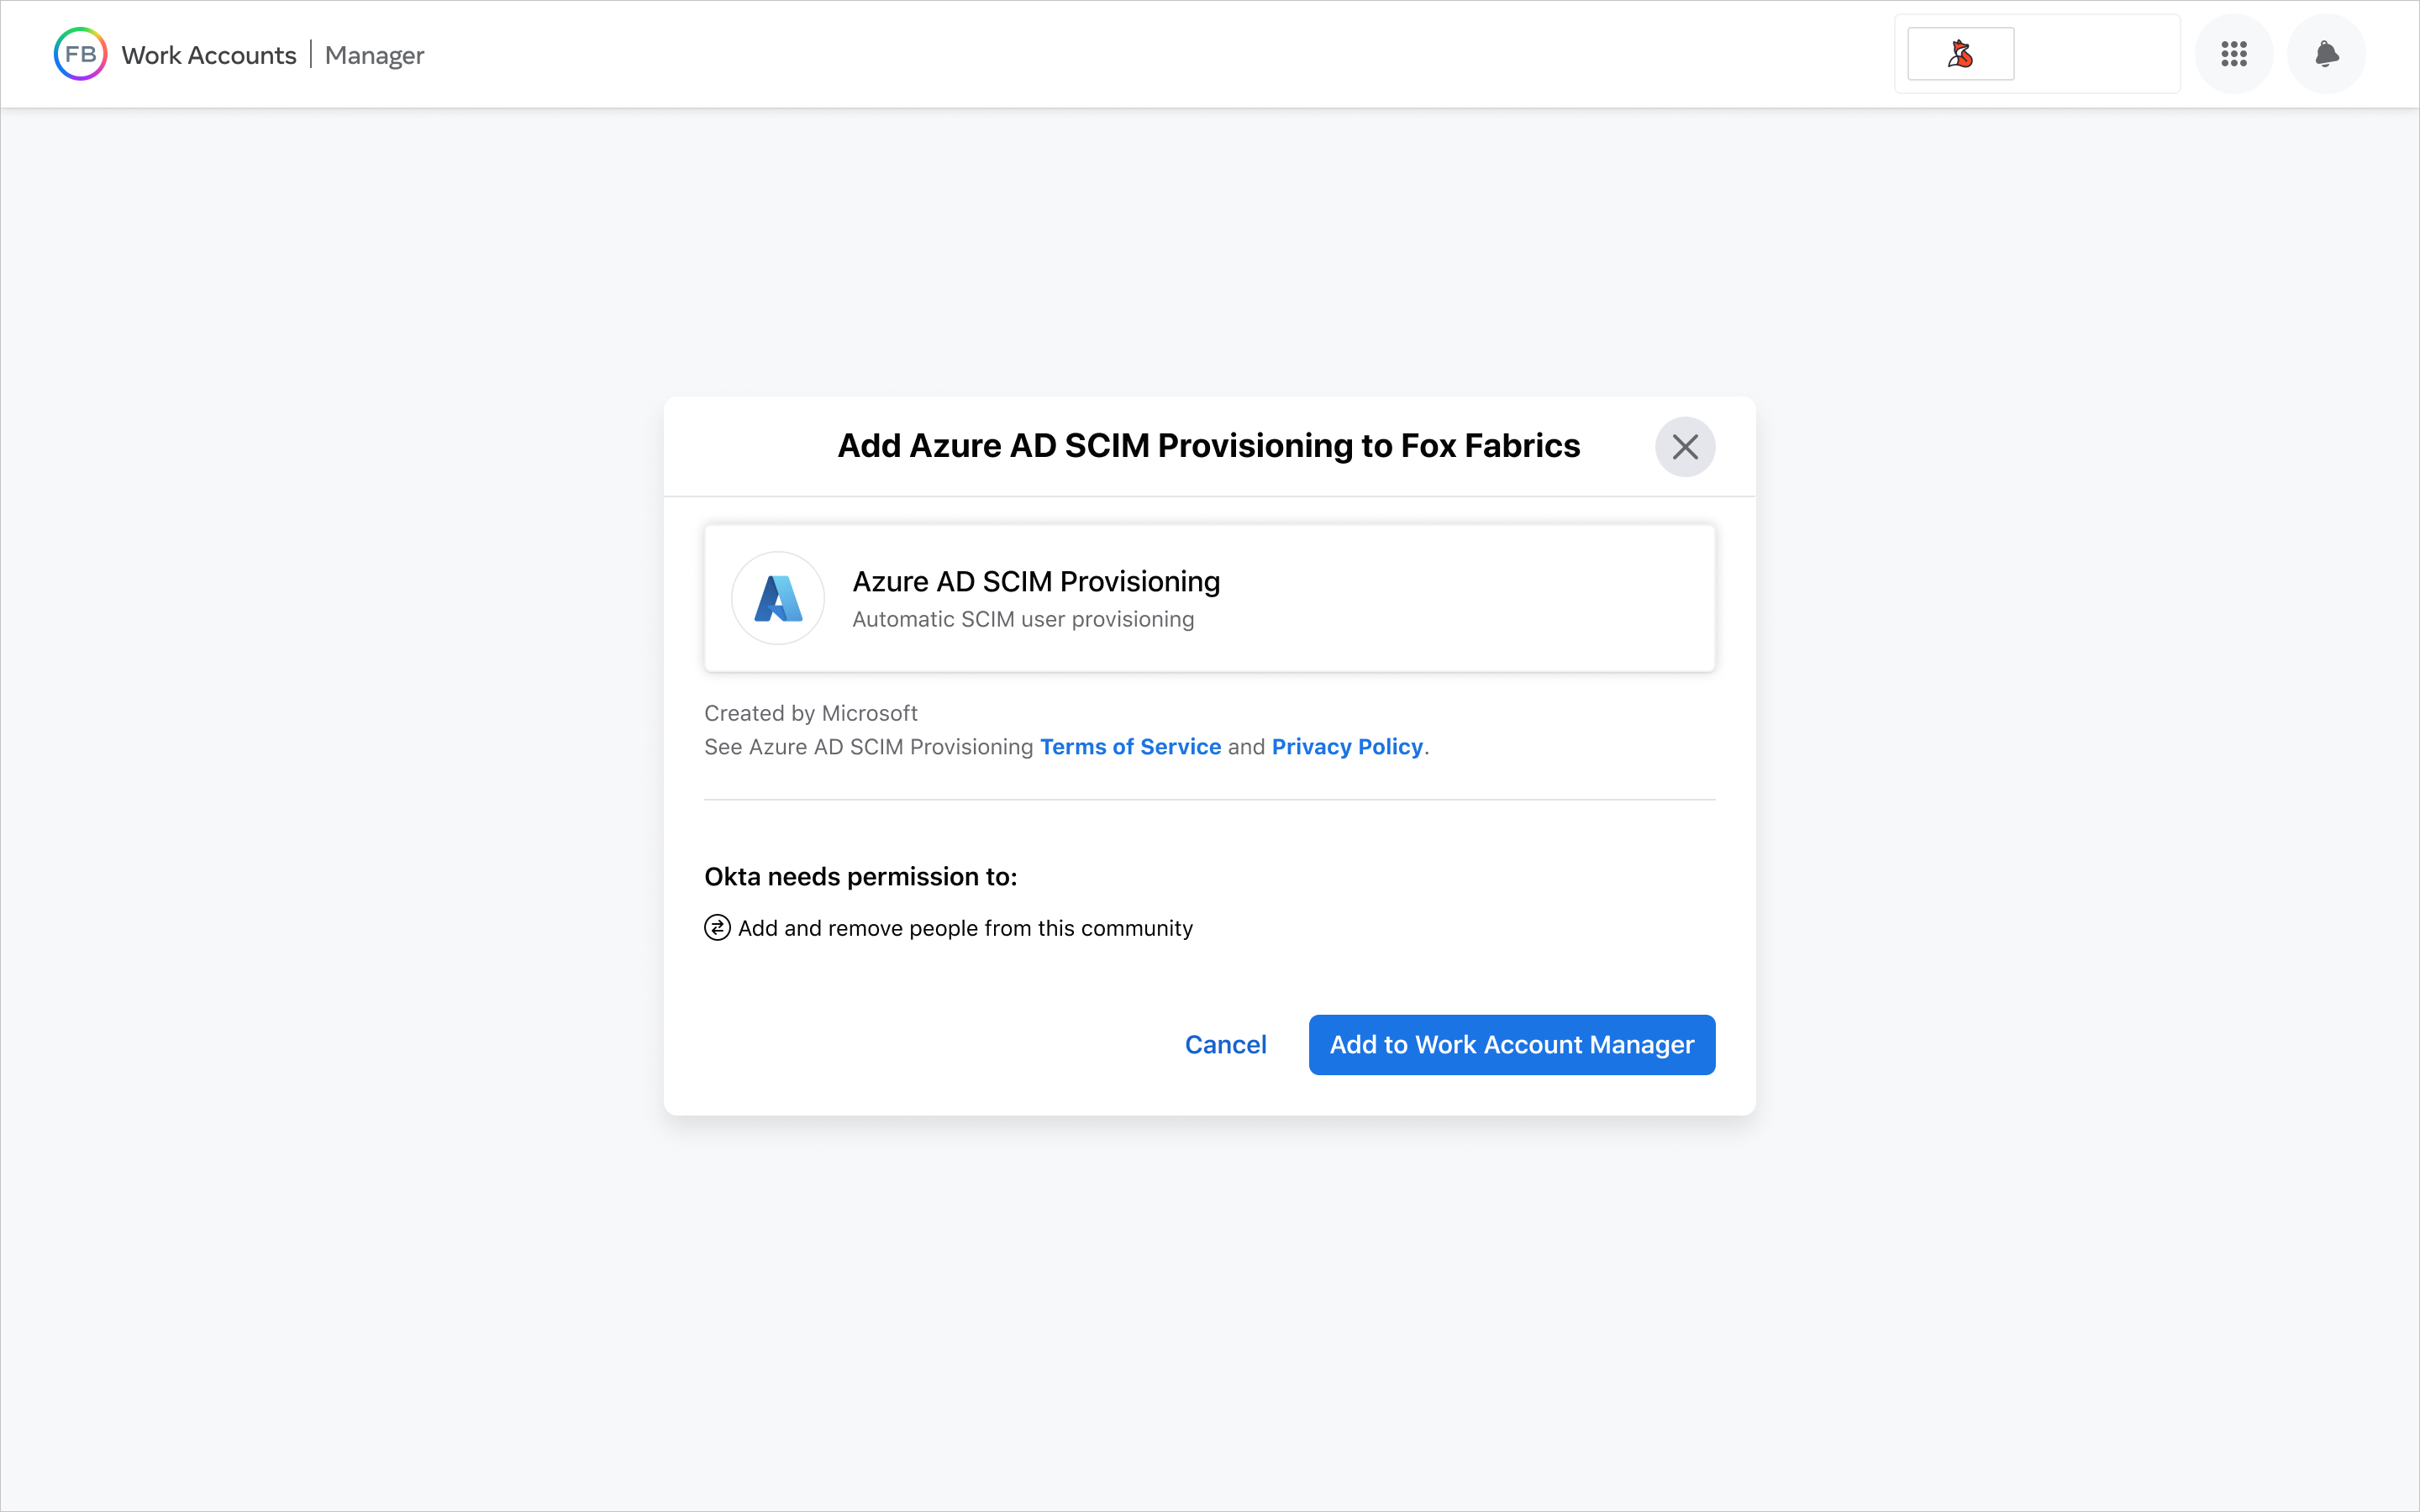 FB Work Accounts | Manager
Add Azure AD SCIM Provisioning to Fox Fabrics
Azure AD SCIM Provisioning
Automatic SCIM user provisioning
Created by Microsoft
See Azure AD SCIM Provisioning Terms of Service and Privacy Policy.
Okta needs permission to:
Add and remove people from this community
Cancel
Add to Work Account Manager